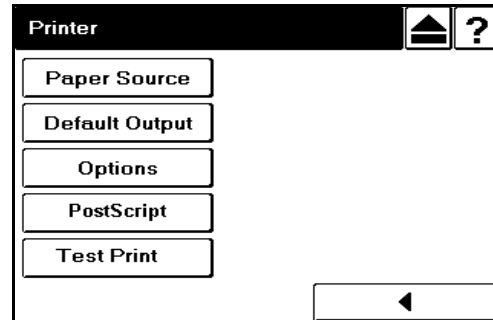 Printer
?
Paper Source
Default Output
Options
PostScript
Test Print